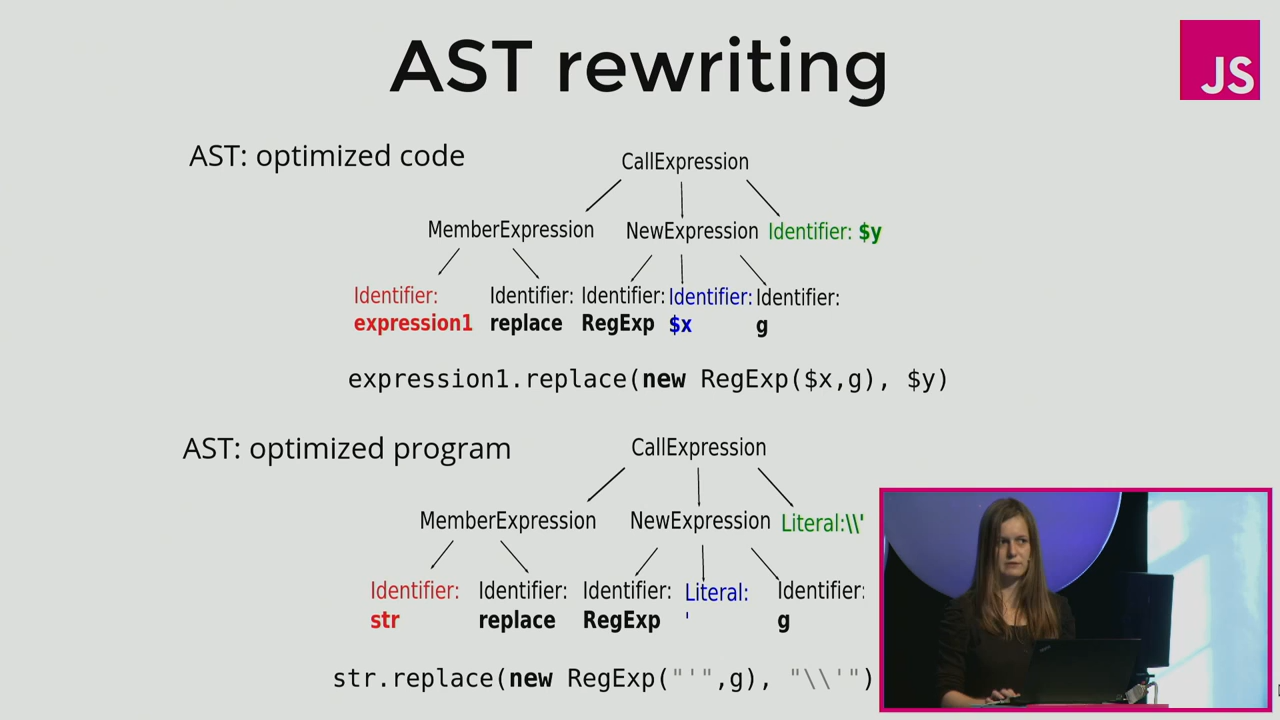 AST rewriting
JS
AST: optimized code
CallExpression
MemberExpression NewExpression Identifier: $y
Identifier: Identifier: Identifier: Identifier: Identifier:
expression1 replace RegExp $x g
expression1.replace(new RegExp($x,g), $y)
AST: optimized program
CallExpression
MemberExpression NewExpression Literal:\\'
Identifier: Identifier: Identifier: Literal: Identifier:
str replace RegExp ' g
str.replace(new RegExp("'",g), "\\'")